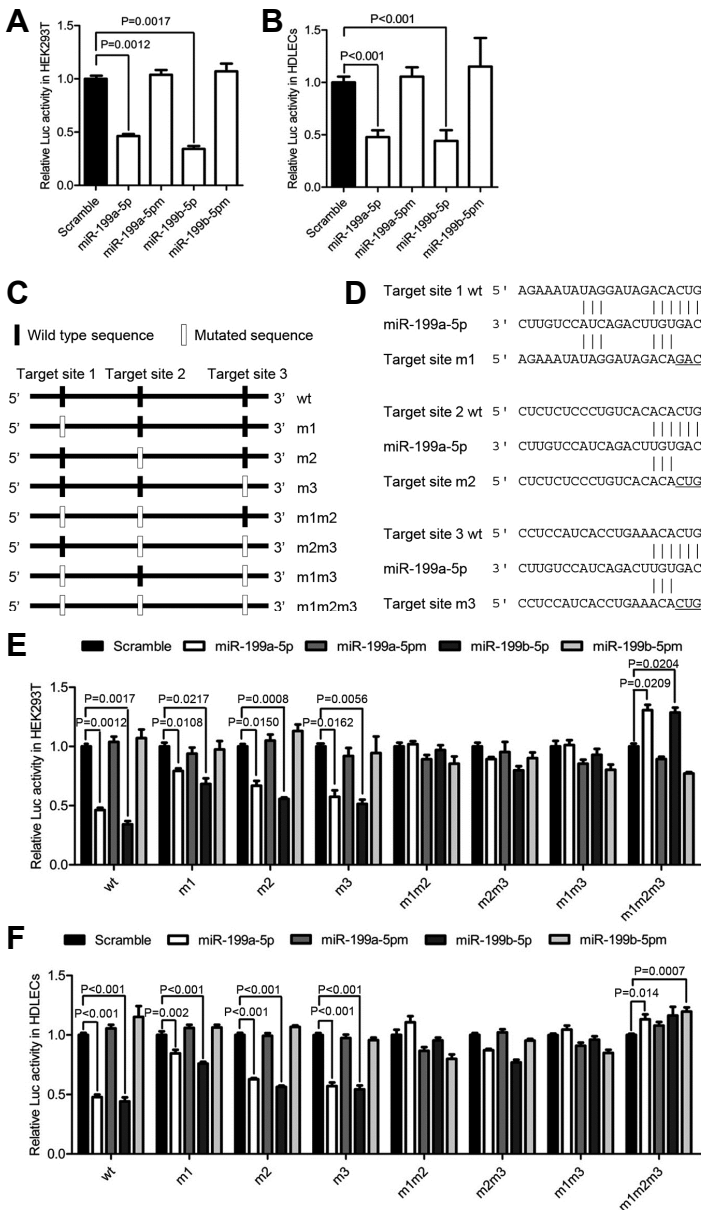 A
Relative Luc activity in HEK293T
P=0.0017
P=0.0012
1.5
1.0
0.5
0.0
Scramble
miR-199a-5p
miR-199a-5pm
miR-199b-5p
miR-199b-5pm
B
Relative Luc activity in HDLECs
P<0.001
P<0.001
1.5
1.0
0.5
0.0
Scramble
miR-199a-5p
miR-199a-5pm
miR-199b-5p
miR-199b-5pm
C
Wild type sequence
Mutated sequence
Target site 1 Target site 2 Target site 3
5' 3' wt
5' 3' m1
5' 3' m2
5' 3' m3
5' 3' m1m2
5' 3' m2m3
5' 3' m1m3
5' 3' m1m2m3
D
Target site 1 wt 5' AGAAAUAUAGGAUAGACACUG
miR-199a-5p 3' CUUGUCCAUCAGACUUGUGAC
Target site m1 5' AGAAAUAUAGGAUAGACAGAC
Target site 2 wt 5' CUCUCUCCCUGUCACACACUG
miR-199a-5p 3' CUUGUCCAUCAGACUUGUGAC
Target site m2 5' CUCUCUCCCUGUCACACACUG
Target site 3 wt 5' CCUCCAUCACCUGAAACACUG
miR-199a-5p 3' CUUGUCCAUCAGACUUGUGAC
Target site m3 5' CCUCCAUCACCUGAAACACUG
E
Scramble miR-199a-5p miR-199a-5pm miR-199b-5p miR-199b-5pm
Relative Luc activity in HEK293T
1.5
1.0
0.5
0.0
P=0.0017
P=0.0012
P=0.0217
P=0.0108
P=0.0008
P=0.0150
P=0.0056
P=0.0162
P=0.0204
P=0.0209
wt
m1
m2
m3
m1m2
m2m3
m1m3
m1m2m3
F
Scramble miR-199a-5p miR-199a-5pm miR-199b-5p miR-199b-5pm
Relative Luc activity in HDLECs
1.5
1.0
0.5
0.0
P<0.001
P<0.001
P<0.001
P=0.002
P<0.001
P<0.001
P<0.001
P<0.001
P=0.0007
P=0.014
wt
m1
m2
m3
m1m2
m2m3
m1m3
m1m2m3